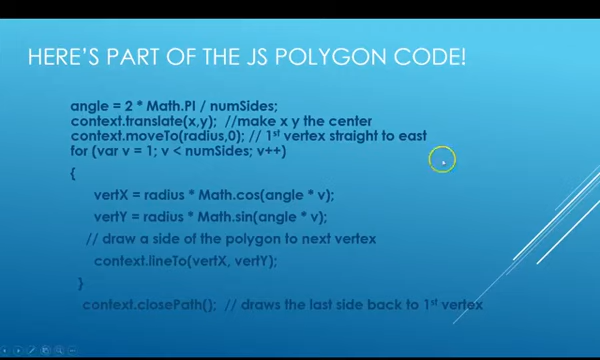 HERE'S PART OF THE JS POLYGON CODE!
angle = 2 * Math.PI / numSides;
context.translate(x,y);  //make x y the center
context.moveTo(radius,0); // 1st vertex straight to east
for (var v = 1; v < numSides; v++)
{
vertX = radius * Math.cos(angle * v);
vertY = radius * Math.sin(angle * v);
// draw a side of the polygon to next vertex
context.lineTo(vertX, vertY);
}
context.closePath();  // draws the last side back to 1st vertex